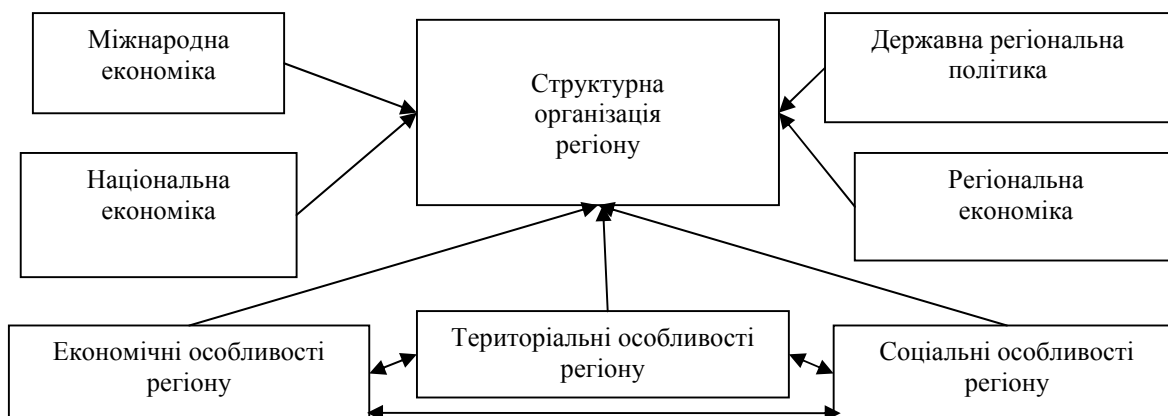 Міжнародна
економіка
Структурна
організація
регіону
Державна регіональна
політика
Національна
економіка
Регіональна
економіка
Економічні особливості
регіону
Територіальні особливості
регіону
Соціальні особливості
регіону